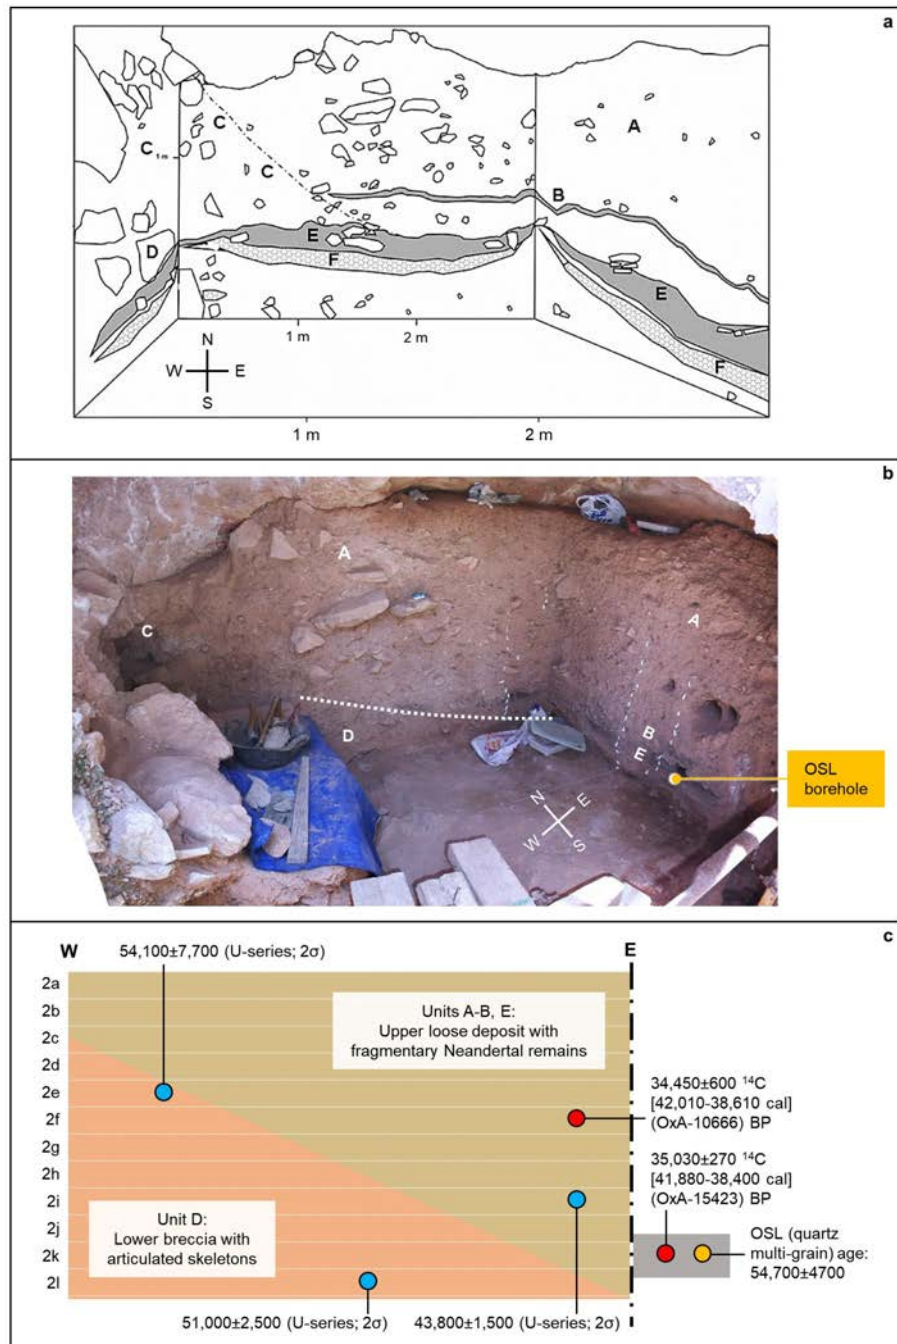 a
C
C
A
C 1 m
B
D
E
F
E
F
1 m
2 m
N
W E
S
1 m
2 m
b
A
A
C
B
D
E
OSL
borehole
N
E
W
S
c
W
54,100±7,700 (U-series; 2σ)
E
2a
2b
2c
2d
2e
2f
2g
2h
2i
2j
2k
2l
Units A-B, E:
Upper loose deposit with
fragmentary Neandertal remains
34,450±600 ¹⁴C
[42,010-38,610 cal]
(OxA-10666) BP
35,030±270 ¹⁴C
[41,880-38,400 cal]
(OxA-15423) BP
Unit D:
Lower breccia with
articulated skeletons
OSL (quartz
multi-grain) age:
54,700±4700
51,000±2,500 (U-series; 2σ)
43,800±1,500 (U-series; 2σ)